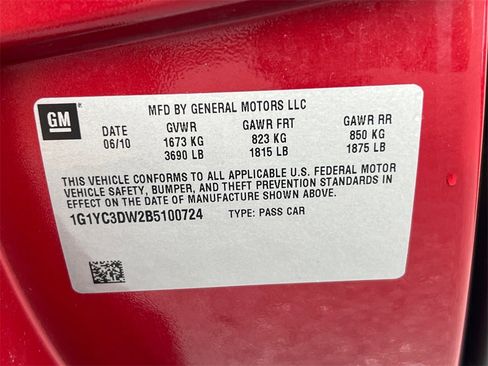 GM
MFD BY GENERAL MOTORS LLC
DATE GVWR GAWR FRT GAWR RR
06/10 1673 KG 823 KG 850 KG
3690 LB 1815 LB 1875 LB
THIS VEHICLE CONFORMS TO ALL APPLICABLE U.S. FEDERAL MOTOR
VEHICLE SAFETY, BUMPER, AND THEFT PREVENTION STANDARDS IN
EFFECT ON THE DATE OF MANUFACTURE SHOWN ABOVE.
1G1YC3DW2B5100724 TYPE: PASS CAR